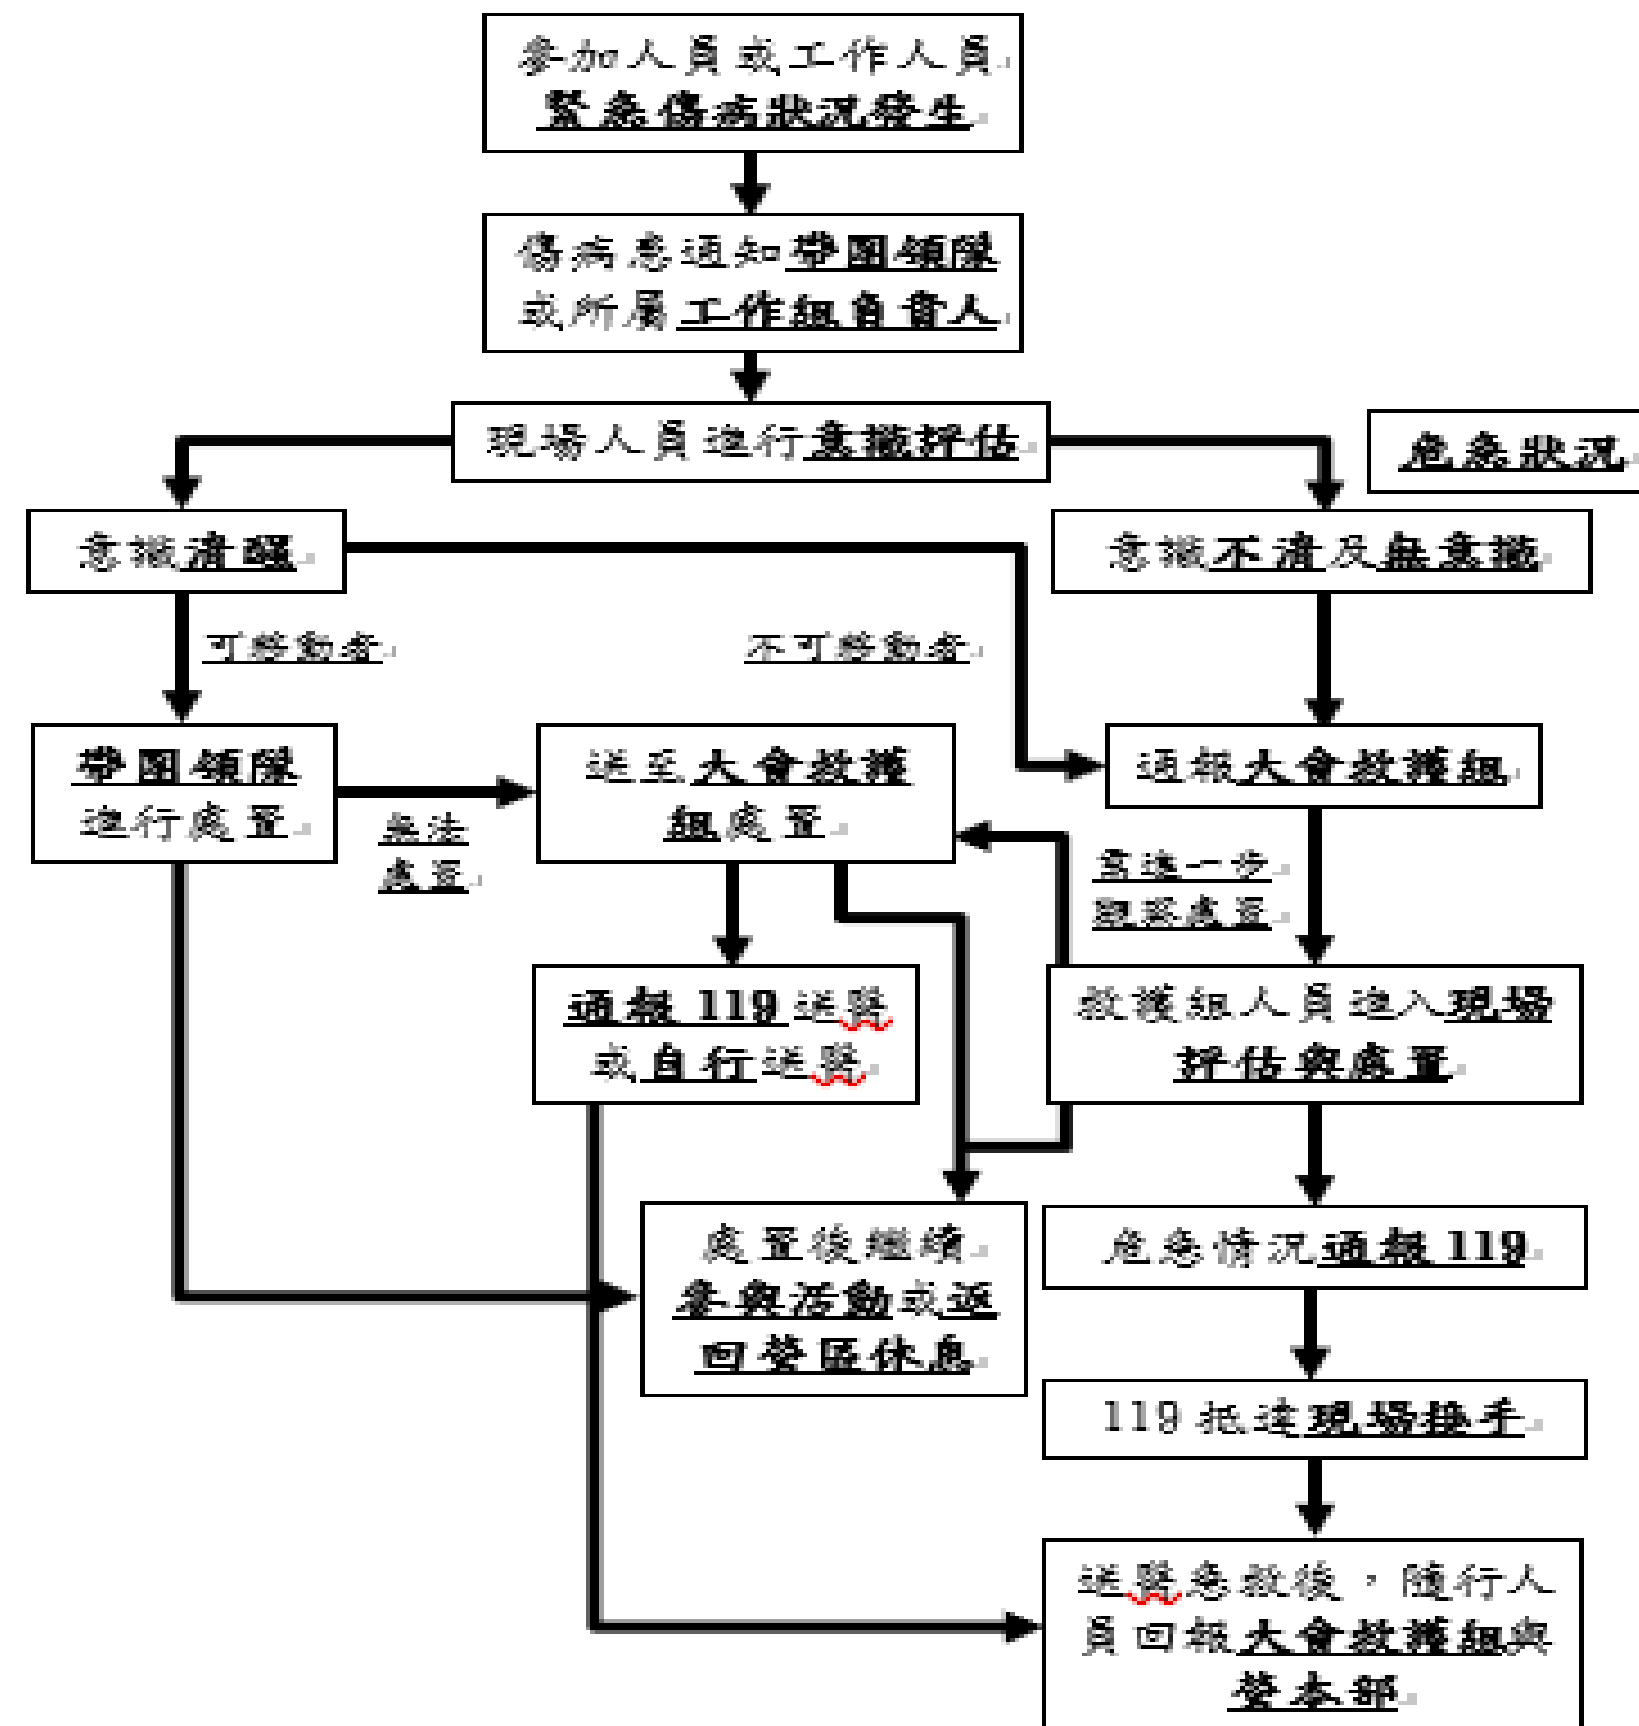 參加人員或工作人員
緊急傷病狀況發生
傷病患通知帶團領隊
或所屬工作組負責人
現場人員進行意識評估
危急狀況
意識清醒
意識不清及無意識
可移動者
不可移動者
帶團領隊
進行處置
無法
處置
送至大會救護
組處置
通報大會救護組
需進一步
觀察處置
通報 119 送醫
或自行送醫
救護組人員進入現場
評估與處置
處置後繼續
參與活動或返
回營區休息
危急情況通報 119
119 抵達現場接手
送醫急救後，隨行人
員回報大會救護組與
營本部